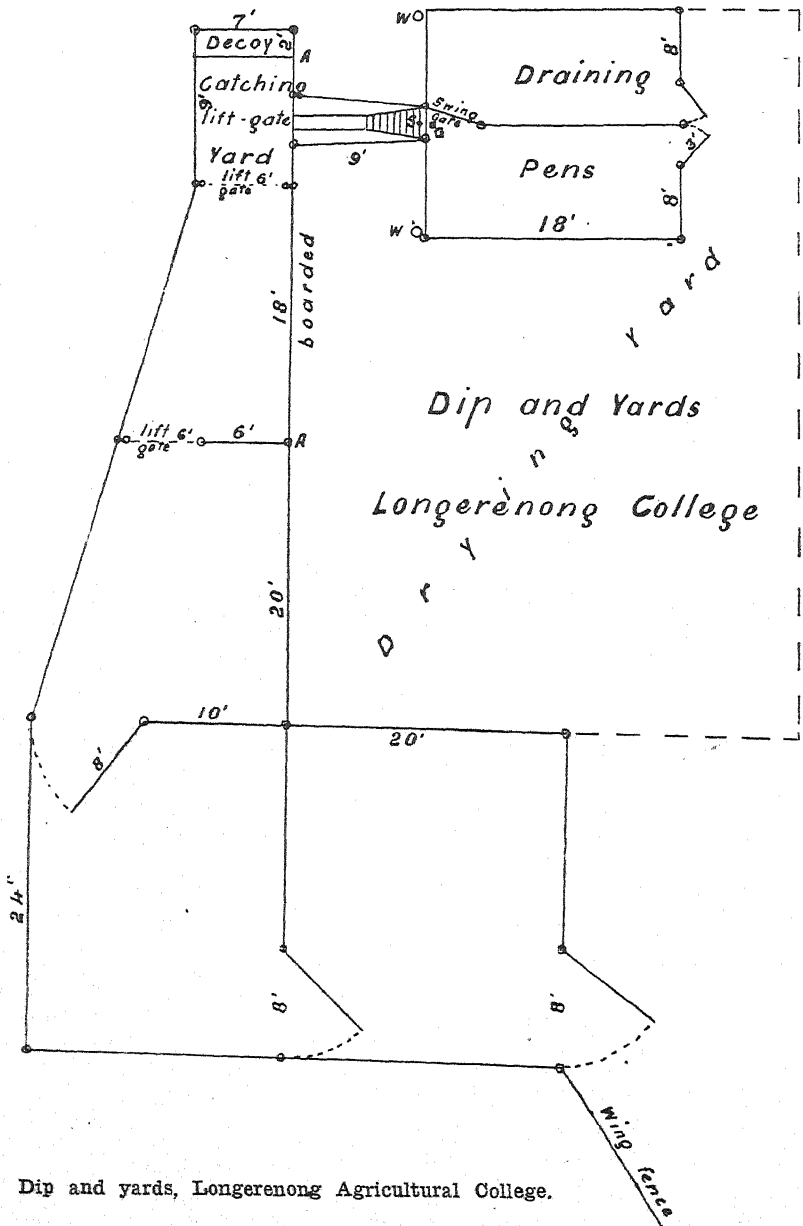 7'
Decoy 2'
A
Catching
9'
lift-gate
Yard
lift 6'
gate
9'
W
Swing
gate
Draining
8'
3'
Pens
8'
W
18'
18'
boarded
Drying Yard
Dip and Yards
Longerenong College
lift 6'
gate
6'
A
20'
10'
20'
8'
24"
8'
8'
Wing fence
Dip and yards, Longerenong Agricultural College.